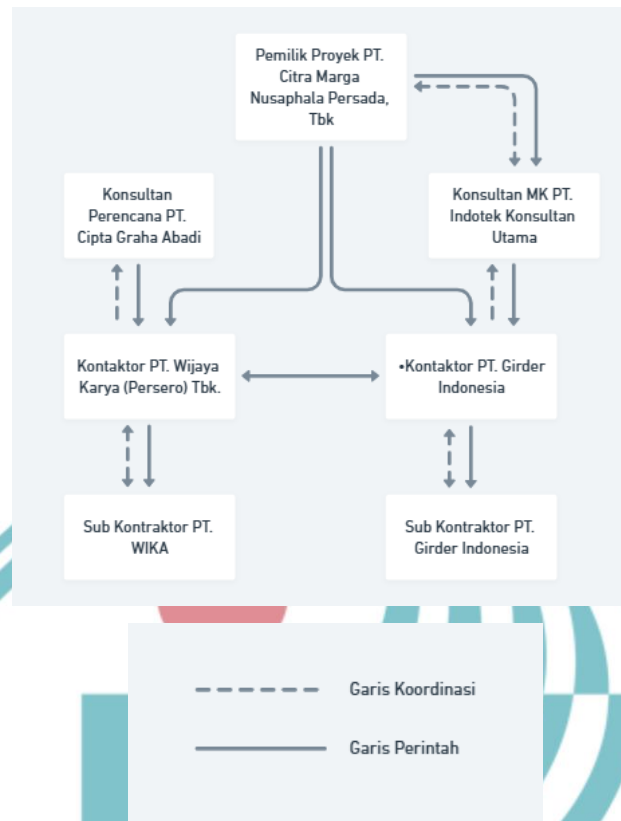 Pemilik Proyek PT.
Citra Marga
Nusaphala Persada,
Tbk
Konsultan
Perencana PT.
Cipta Graha Abadi
Konsultan MK PT.
Indotek Konsultan
Utama
Kontaktor PT. Wijaya
Karya (Persero) Tbk.
•Kontaktor PT. Girder
Indonesia
Sub Kontraktor PT.
WIKA
Sub Kontraktor PT.
Girder Indonesia
Garis Koordinasi
Garis Perintah